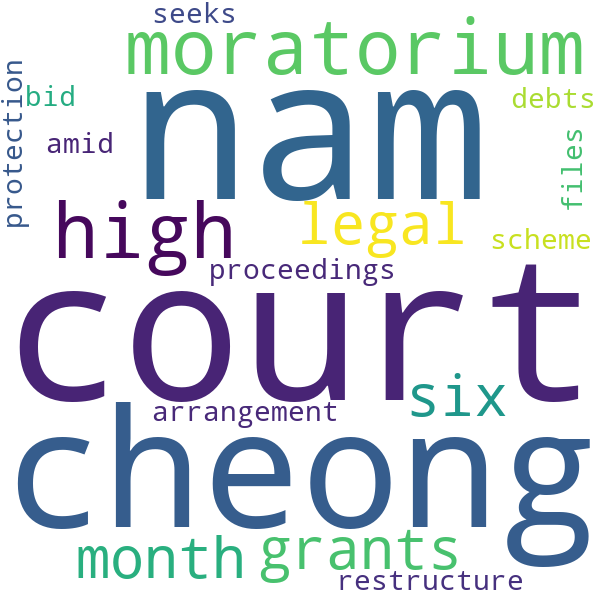 seeks
moratorium
protection
bid
nam
debts
amid
files
high
legal
scheme
proceedings
court
six
arrangement
cheong
month
grants
restructure